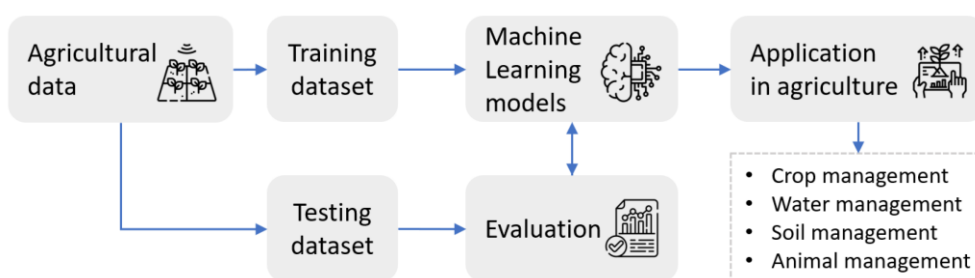 Agricultural
data
Training
dataset
Machine
Learning
models
Application
in agriculture
Testing
dataset
Evaluation
• Crop management
• Water management
• Soil management
• Animal management